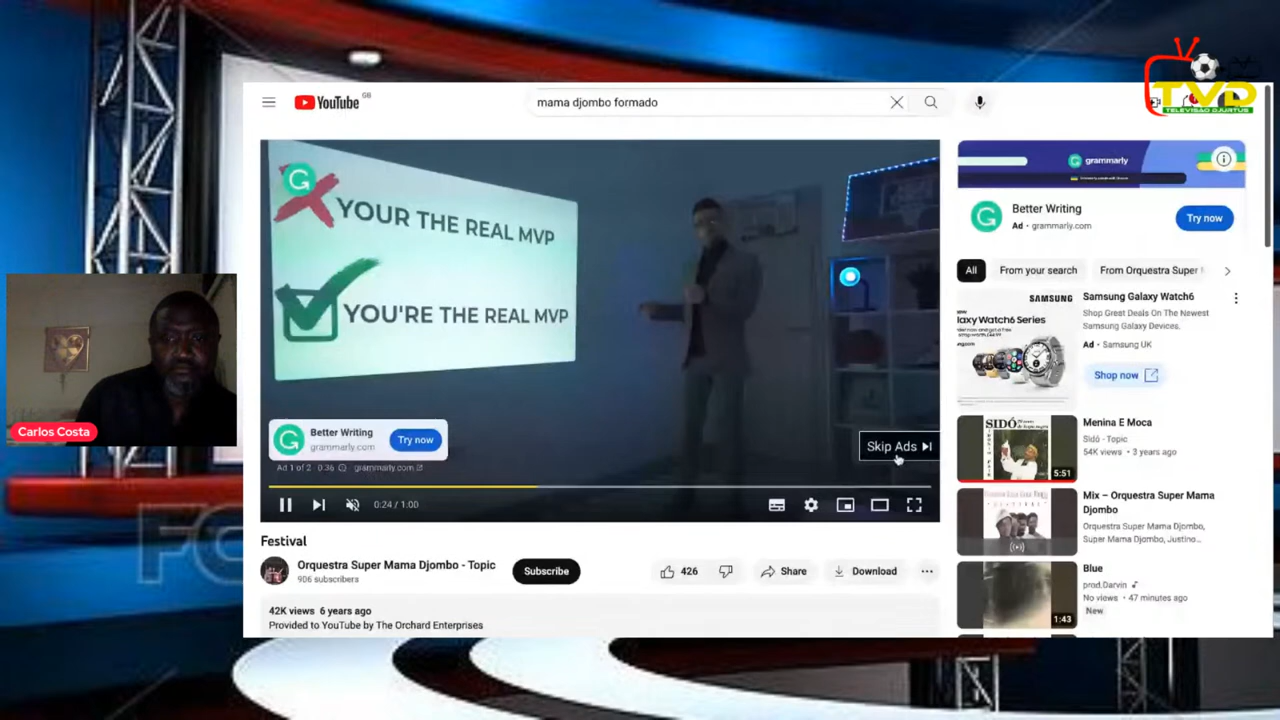 YouTube GB
mama djombo formado
TVD
TELEVISÃO DJURTUS
YOUR THE REAL MVP
YOU'RE THE REAL MVP
Better Writing
grammarly.com
Try now
Skip Ads
Ad 1 of 2 · 0:36 grammarly.com
0:24 / 1:00
Carlos Costa
Festival
Orquestra Super Mama Djombo - Topic
906 subscribers
Subscribe
426
Share
Download
42K views 6 years ago
Provided to YouTube by The Orchard Enterprises
grammarly
Better Writing
Ad · grammarly.com
Try now
All
From your search
From Orquestra Super
SAMSUNG
laxy Watch6 Series
Samsung Galaxy Watch6
Shop Great Deals On The Newest
Samsung Galaxy Devices.
Ad · Samsung UK
Shop now
SIDÓ
5:51
Menina E Moca
Sidó - Topic
54K views · 3 years ago
Mix – Orquestra Super Mama
Djombo
Orquestra Super Mama Djombo,
Super Mama Djombo, Justino...
1:43
Blue
prod.Darvin
No views · 47 minutes ago
New